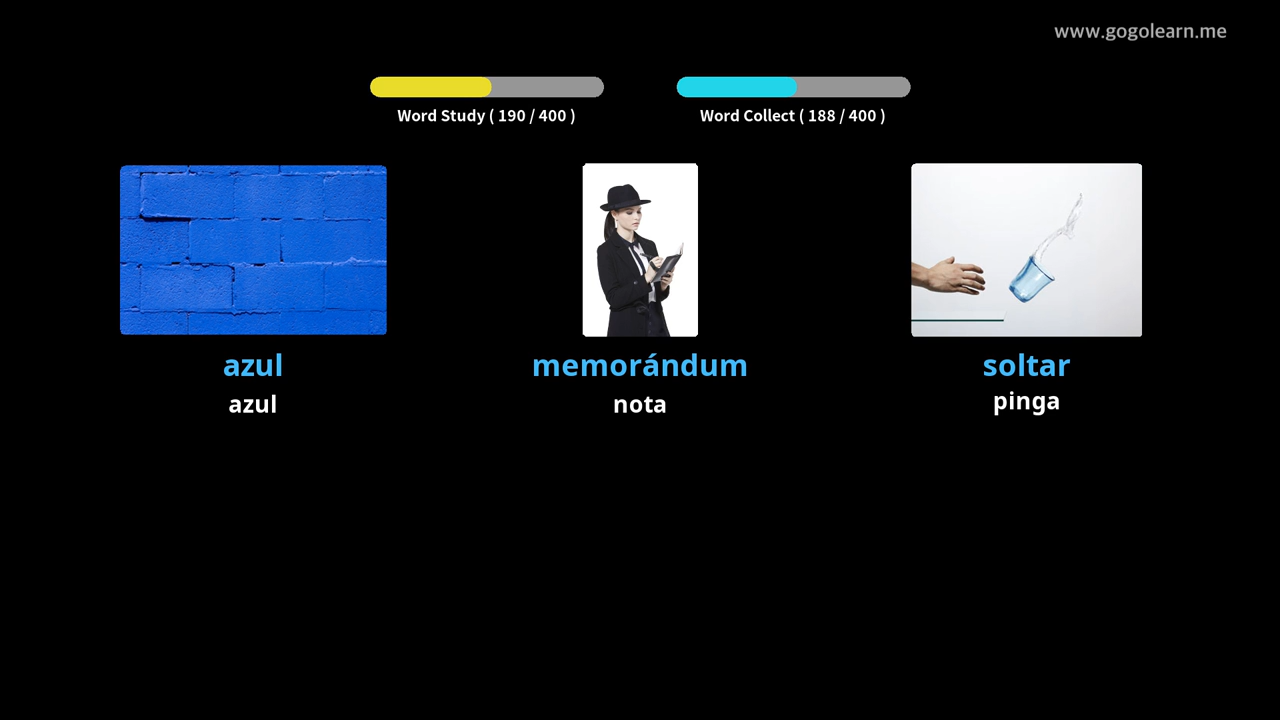 www.gogolearn.me
Word Study ( 190 / 400 )
Word Collect ( 188 / 400 )
azul
azul
memorándum
nota
soltar
pinga